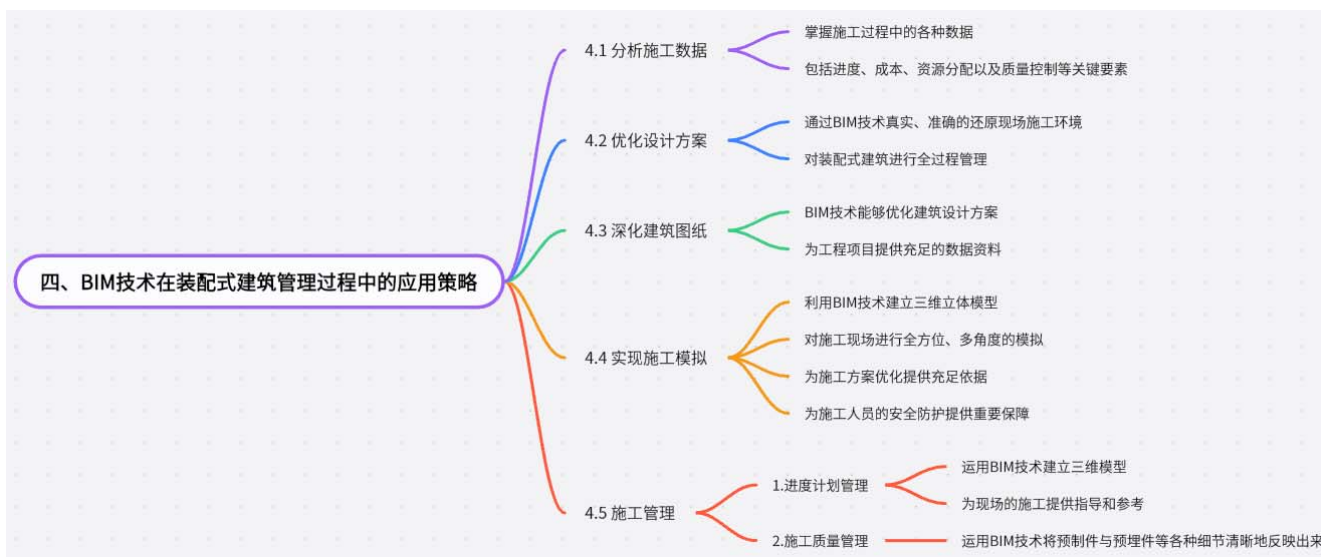 四、BIM技术在装配式建筑管理过程中的应用策略
4.1 分析施工数据
掌握施工过程中的各种数据
包括进度、成本、资源分配以及质量控制等关键要素
4.2 优化设计方案
通过BIM技术真实、准确的还原现场施工环境
对装配式建筑进行全过程管理
4.3 深化建筑图纸
BIM技术能够优化建筑设计方案
为工程项目提供充足的数据资料
4.4 实现施工模拟
利用BIM技术建立三维立体模型
对施工现场进行全方位、多角度的模拟
为施工方案优化提供充足依据
为施工人员的安全防护提供重要保障
4.5 施工管理
1.进度计划管理
运用BIM技术建立三维模型
为现场的施工提供指导和参考
2.施工质量管理
运用BIM技术将预制件与预埋件等各种细节清晰地反映出来